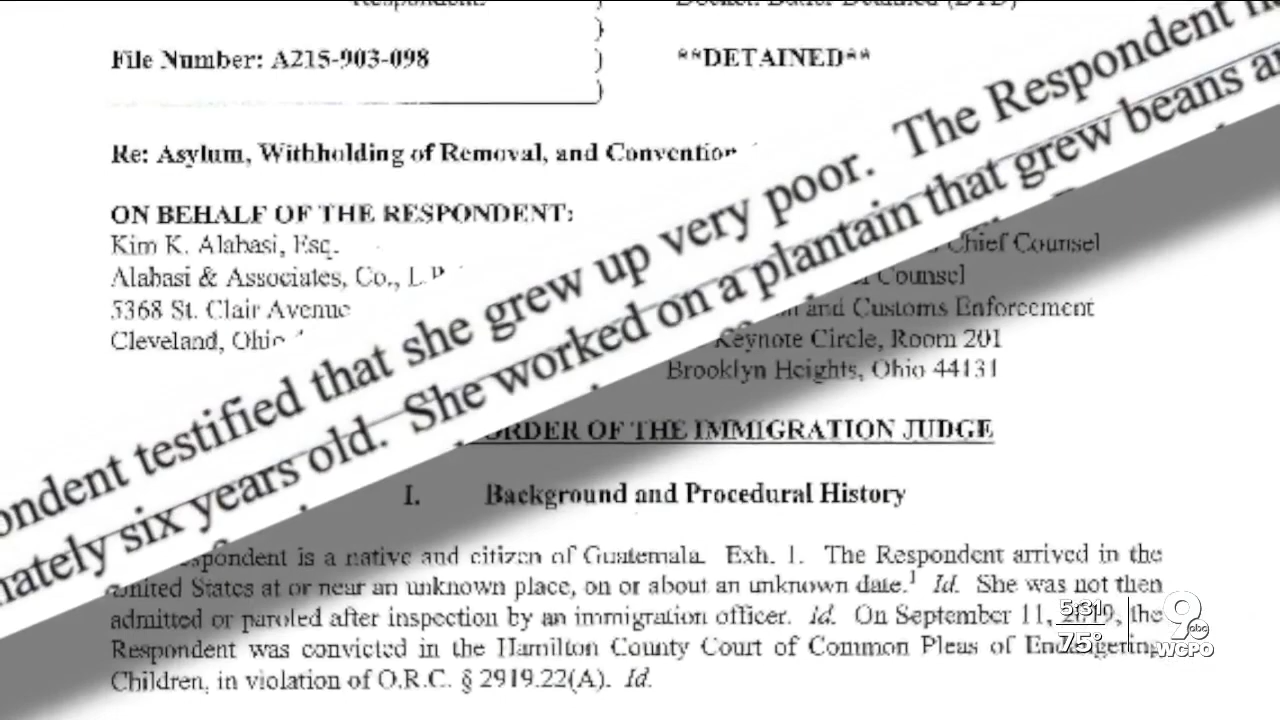 File Number: A215-903-098
**DETAINED**
Re: Asylum, Withholding of Removal, and Convention
ON BEHALF OF THE RESPONDENT:
Kim K. Alabasi, Esq.
Alabasi & Associates, Co.,
5368 St. Clair Avenue
Cleveland, Ohio
Chief Counsel
Counsel
and Customs Enforcement
Keynote Circle, Room 201
Brooklyn Heights, Ohio 44131
testified that she grew up very poor. The Respondent
six years old. She worked on a plantain that grew beans
ORDER OF THE IMMIGRATION JUDGE
I. Background and Procedural History
is a native and citizen of Guatemala. Exh. 1. The Respondent arrived in the
United States at or near an unknown place, on or about an unknown date.1 Id. She was not then
admitted or paroled after inspection by an immigration officer. Id. On September 11, 2019, the
Respondent was convicted in the Hamilton County Court of Common Pleas of Endangering
Children, in violation of O.R.C. § 2919.22(A). Id.
5:31
75°
9
abc
WCPO